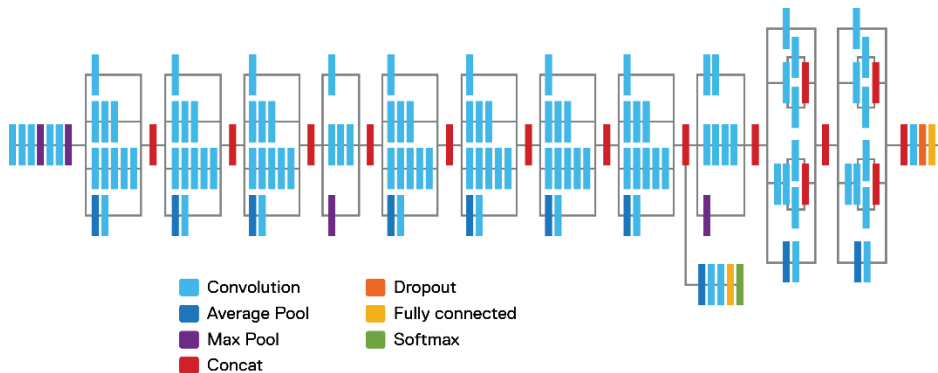 Convolution
Average Pool
Max Pool
Concat
Dropout
Fully connected
Softmax